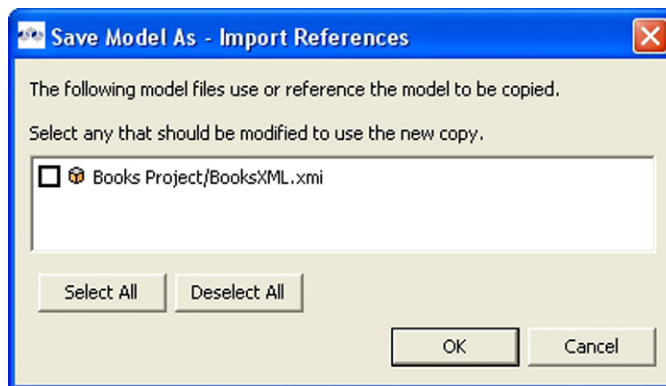 Save Model As - Import References
The following model files use or reference the model to be copied.
Select any that should be modified to use the new copy.
Books Project/BooksXML.xmi
Select All Deselect All
OK Cancel